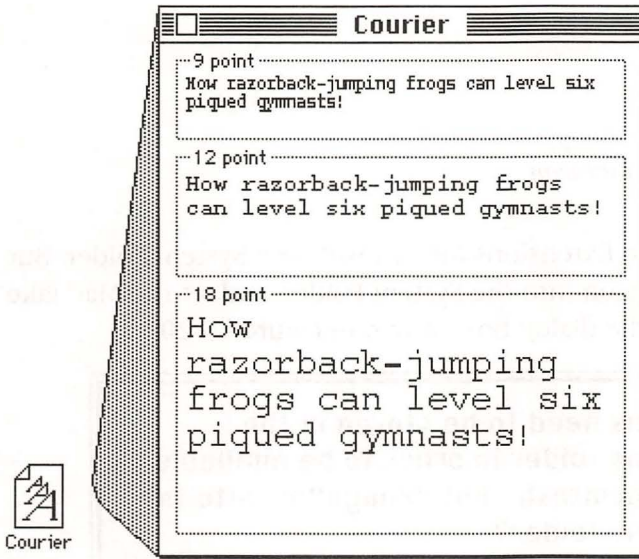 Courier
9 point
How razorback-jumping frogs can level six
piqued gymnasts!
12 point
How razorback-jumping frogs
can level six piqued gymnasts!
18 point
How
razorback-jumping
frogs can level six
piqued gymnasts!
Courier